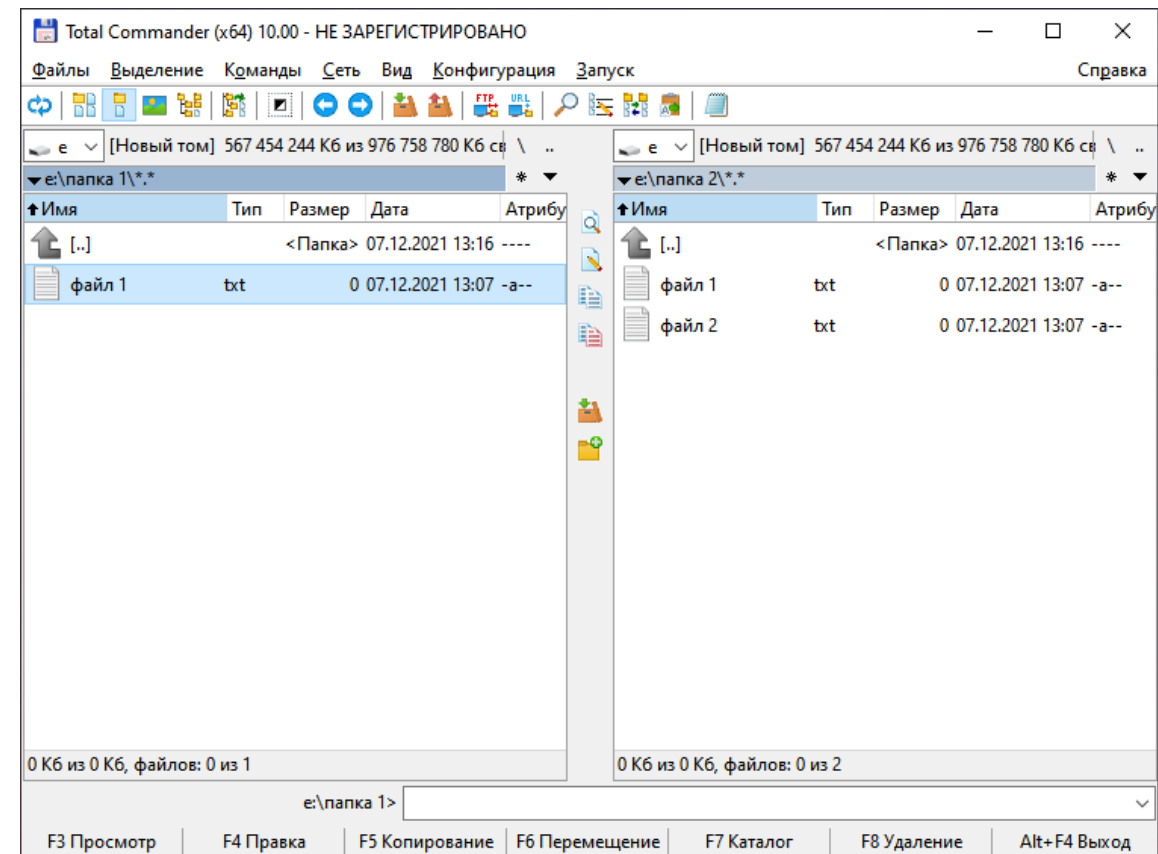 Total Commander (x64) 10.00 - НЕ ЗАРЕГИСТРИРОВАНО
Файлы Выделение Команды Сеть Вид Конфигурация Запуск Справка
FTP URL
e [Новый том] 567 454 244 Кб из 976 758 780 Кб св \ .. e [Новый том] 567 454 244 Кб из 976 758 780 Кб св \ ..
e:\папка 1\*.* * e:\папка 2\*.* *
Имя Тип Размер Дата Атрибу Имя Тип Размер Дата Атрибу
[..] <Папка> 07.12.2021 13:16 ---- [..] <Папка> 07.12.2021 13:16 ----
файл 1 txt 0 07.12.2021 13:07 -a-- файл 1 txt 0 07.12.2021 13:07 -a--
файл 2 txt 0 07.12.2021 13:07 -a--
0 Кб из 0 Кб, файлов: 0 из 1 0 Кб из 0 Кб, файлов: 0 из 2
e:\папка 1>
F3 Просмотр F4 Правка F5 Копирование F6 Перемещение F7 Каталог F8 Удаление Alt+F4 Выход